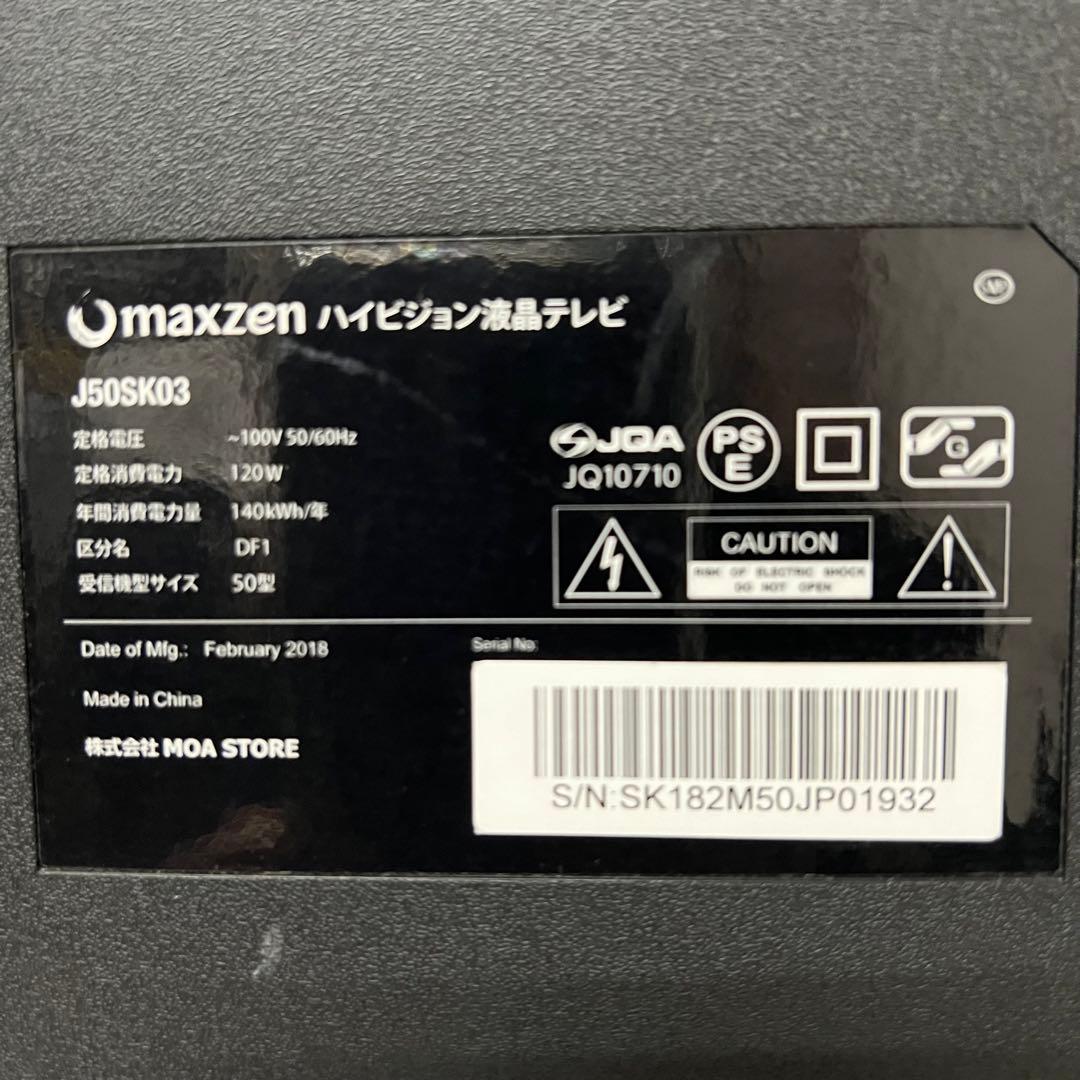 maxzen ハイビジョン液晶テレビ
J50SK03
定格電圧 ~100V 50/60Hz
定格消費電力 120W
年間消費電力量 140kWh/年
区分名 DF1
受信機型サイズ 50型
JQA
JQ10710
PS
E
G
CAUTION
RISK OF ELECTRIC SHOCK
DO NOT OPEN
Date of Mfg.: February 2018
Made in China
株式会社 MOA STORE
Serial No:
S/N:SK182M50JP01932